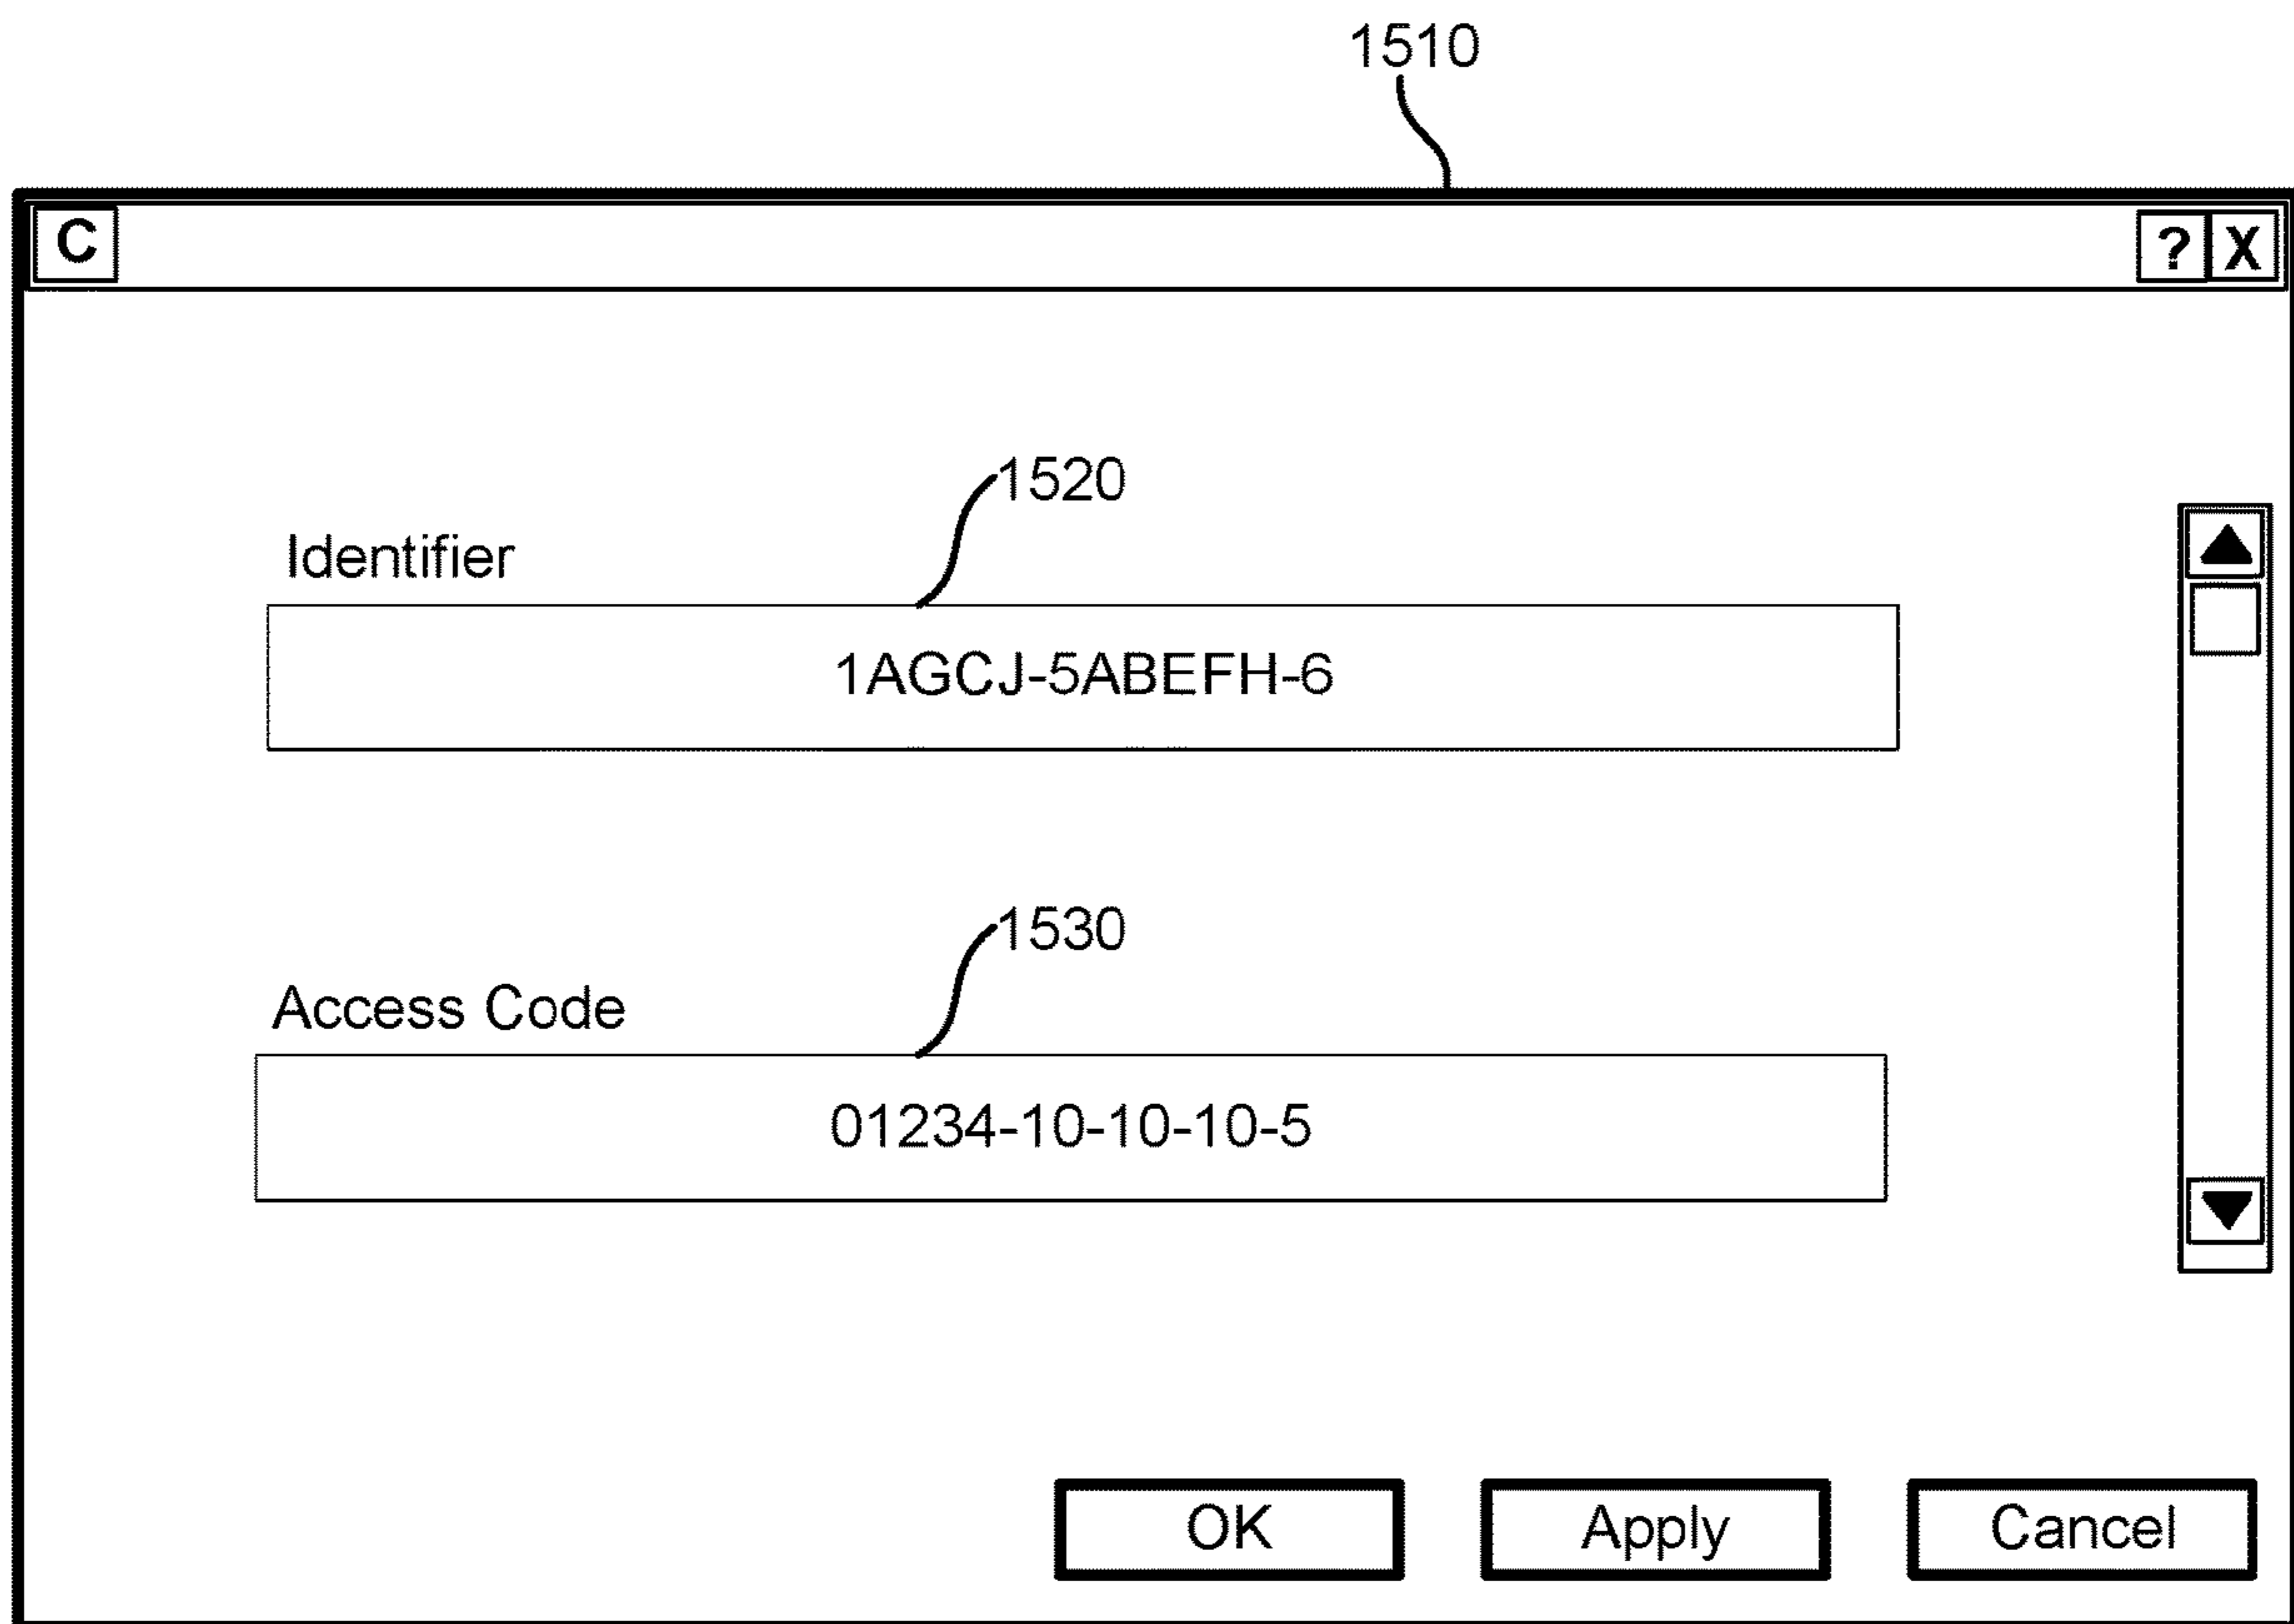 1510
C ? X
1520
Identifier
1AGCJ-5ABEFH-6
1530
Access Code
01234-10-10-10-5
OK Apply Cancel